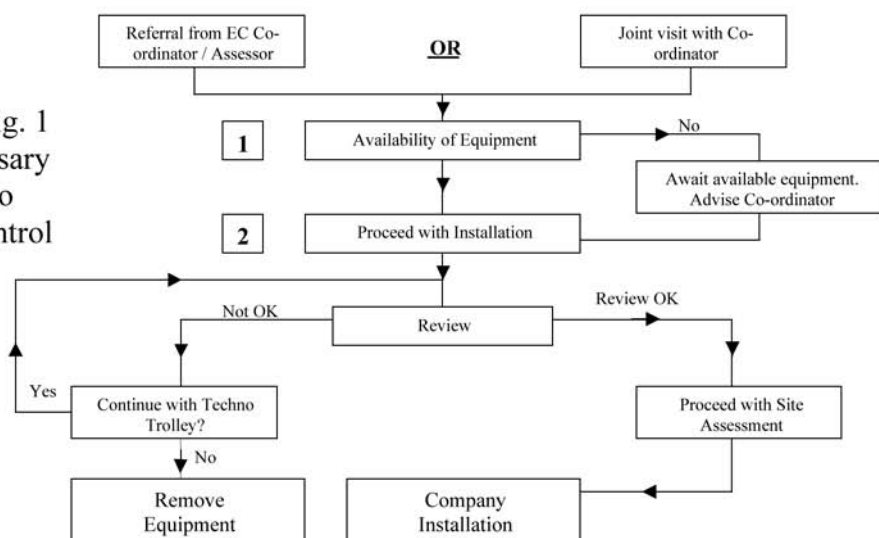 Referral from EC Co-
ordinator / Assessor
OR
Joint visit with Co-
ordinator
g. 1
sary
o
ntrol
1
Availability of Equipment
No
Await available equipment.
Advise Co-ordinator
2
Proceed with Installation
Not OK
Review
Review OK
Yes
Continue with Techno
Trolley?
Proceed with Site
Assessment
No
Remove
Equipment
Company
Installation